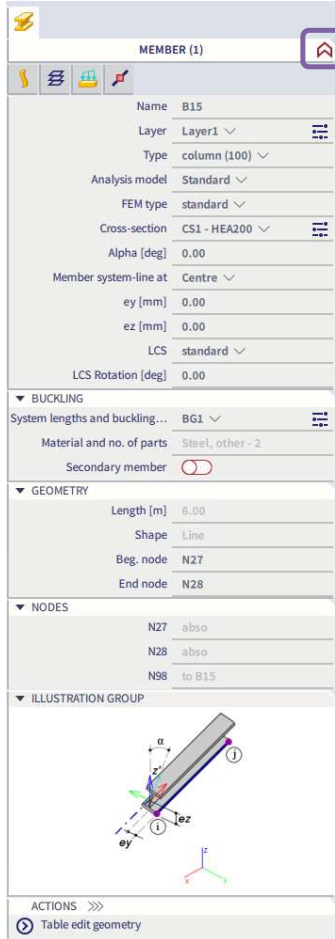 MEMBER (1)
Name B15
Layer Layer1
Type column (100)
Analysis model Standard
FEM type standard
Cross-section CS1 - HEA200
Alpha [deg] 0.00
Member system-line at Centre
ey [mm] 0.00
ez [mm] 0.00
LCS standard
LCS Rotation [deg] 0.00
BUCKLING
System lengths and buckling... BG1
Material and no. of parts Steel, other - 2
Secondary member
GEOMETRY
Length [m] 6.00
Shape Line
Beg. node N27
End node N28
NODES
N27 abso
N28 abso
N98 to B15
ILLUSTRATION GROUP
α
z'
j
ez
i
ey
z
x
Y
ACTIONS >>>
Table edit geometry